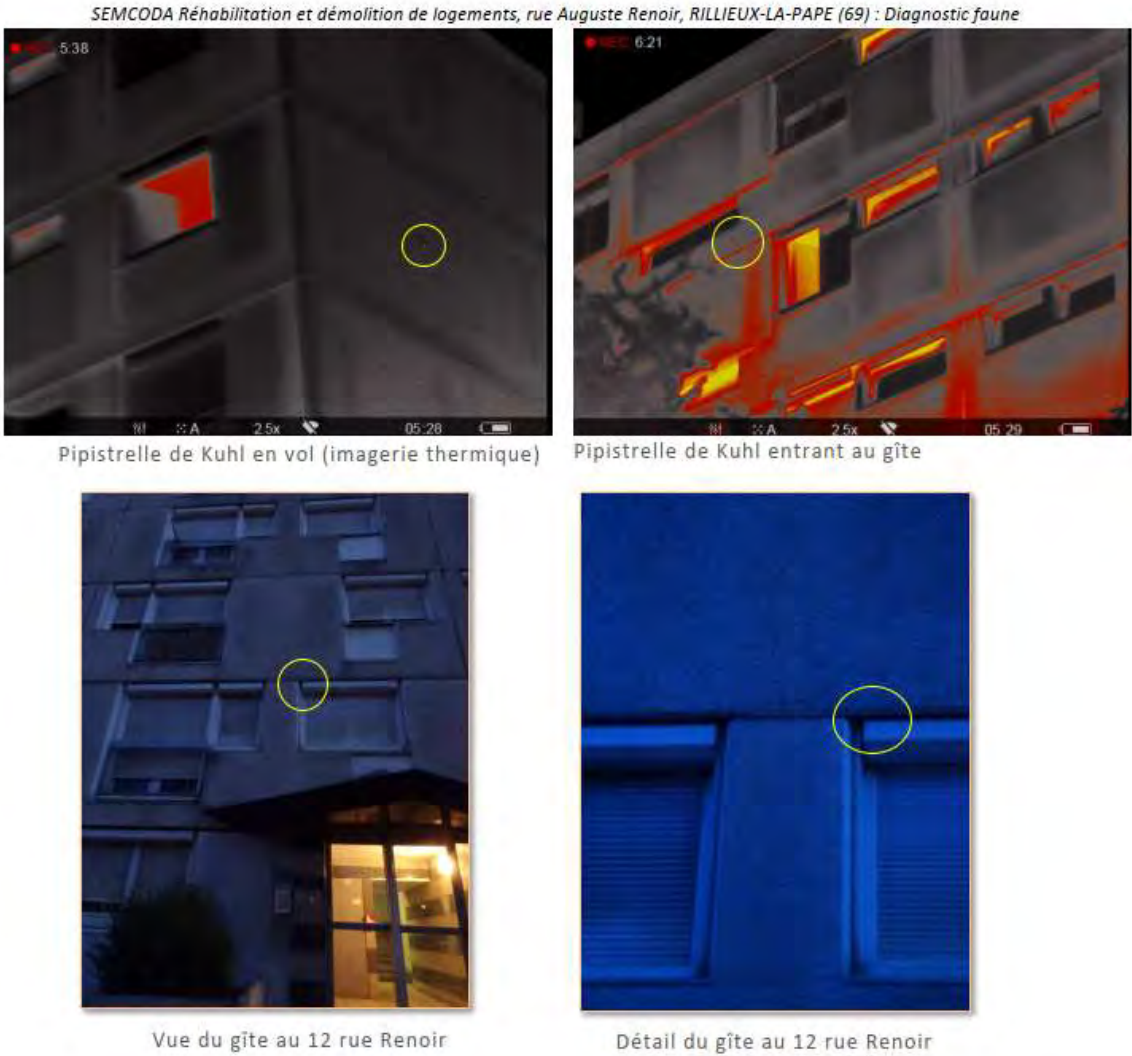 SEMCODA Réhabilitation et démolition de logements, rue Auguste Renoir, RILLIEUX-LA-PAPE (69) : Diagnostic faune
REC 5:38
REC 6:21
A 2.5x 05:28
A 2.5x 05:29
Pipistrelle de Kuhl en vol (imagerie thermique)
Pipistrelle de Kuhl entrant au gîte
Vue du gîte au 12 rue Renoir
Détail du gîte au 12 rue Renoir